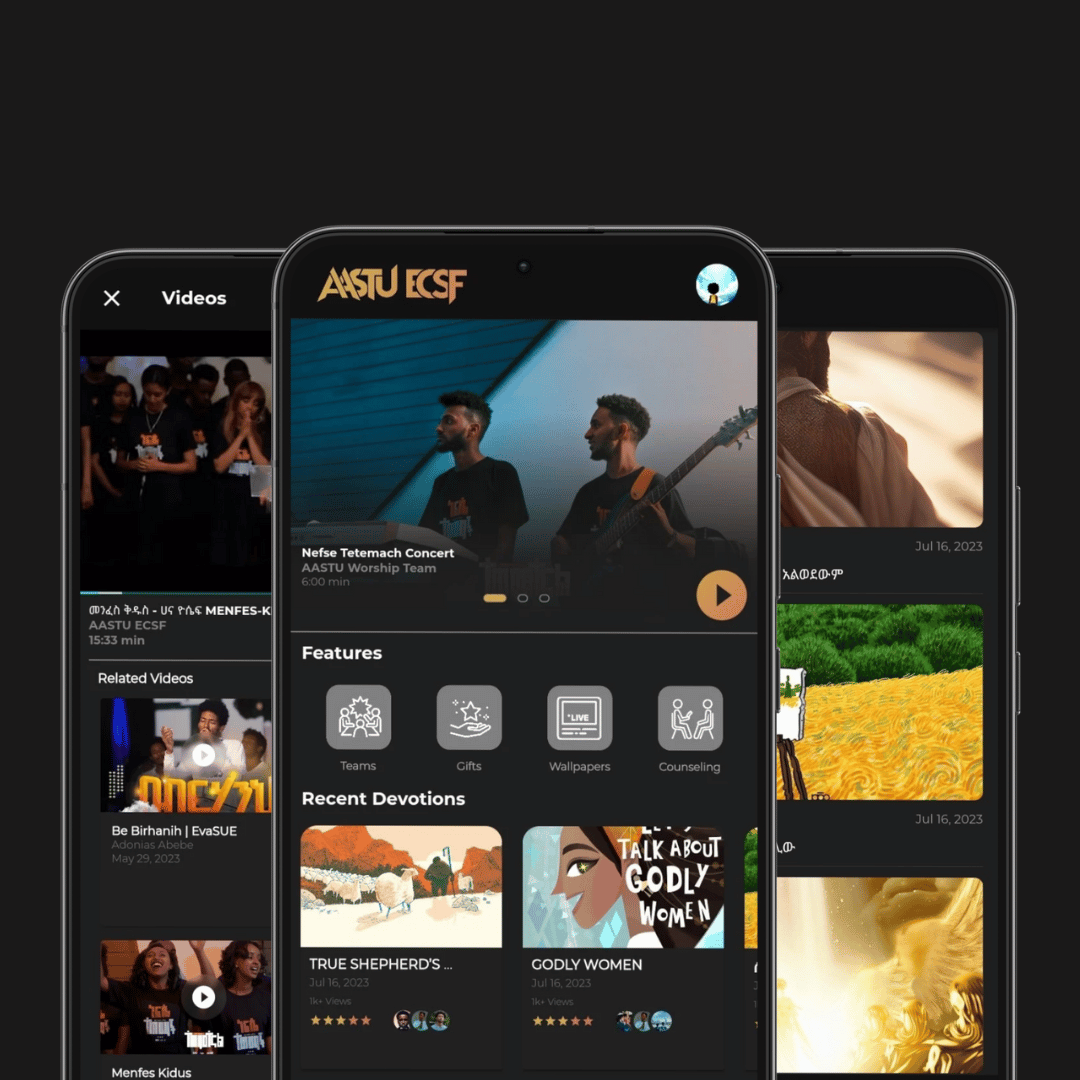 Videos
መንፈስ ቅዱስ - ሀና ዮሴፍ MENFES-K
AASTU ECSF
15:33 min
Related Videos
Be Birhanih | EvaSUE
Adonias Abebe
May 29, 2023
Menfes Kidus
AASTU ECSF
Nefse Tetemach Concert
AASTU Worship Team
6:00 min
Features
LIVE
Teams
Gifts
Wallpapers
Counseling
Recent Devotions
TALK ABOUT
GODLY
WOMEN
TRUE SHEPHERD'S ...
Jul 16, 2023
1k+ Views
GODLY WOMEN
Jul 16, 2023
1k+ Views
Jul 16, 2023
አልወደውም
Jul 16, 2023